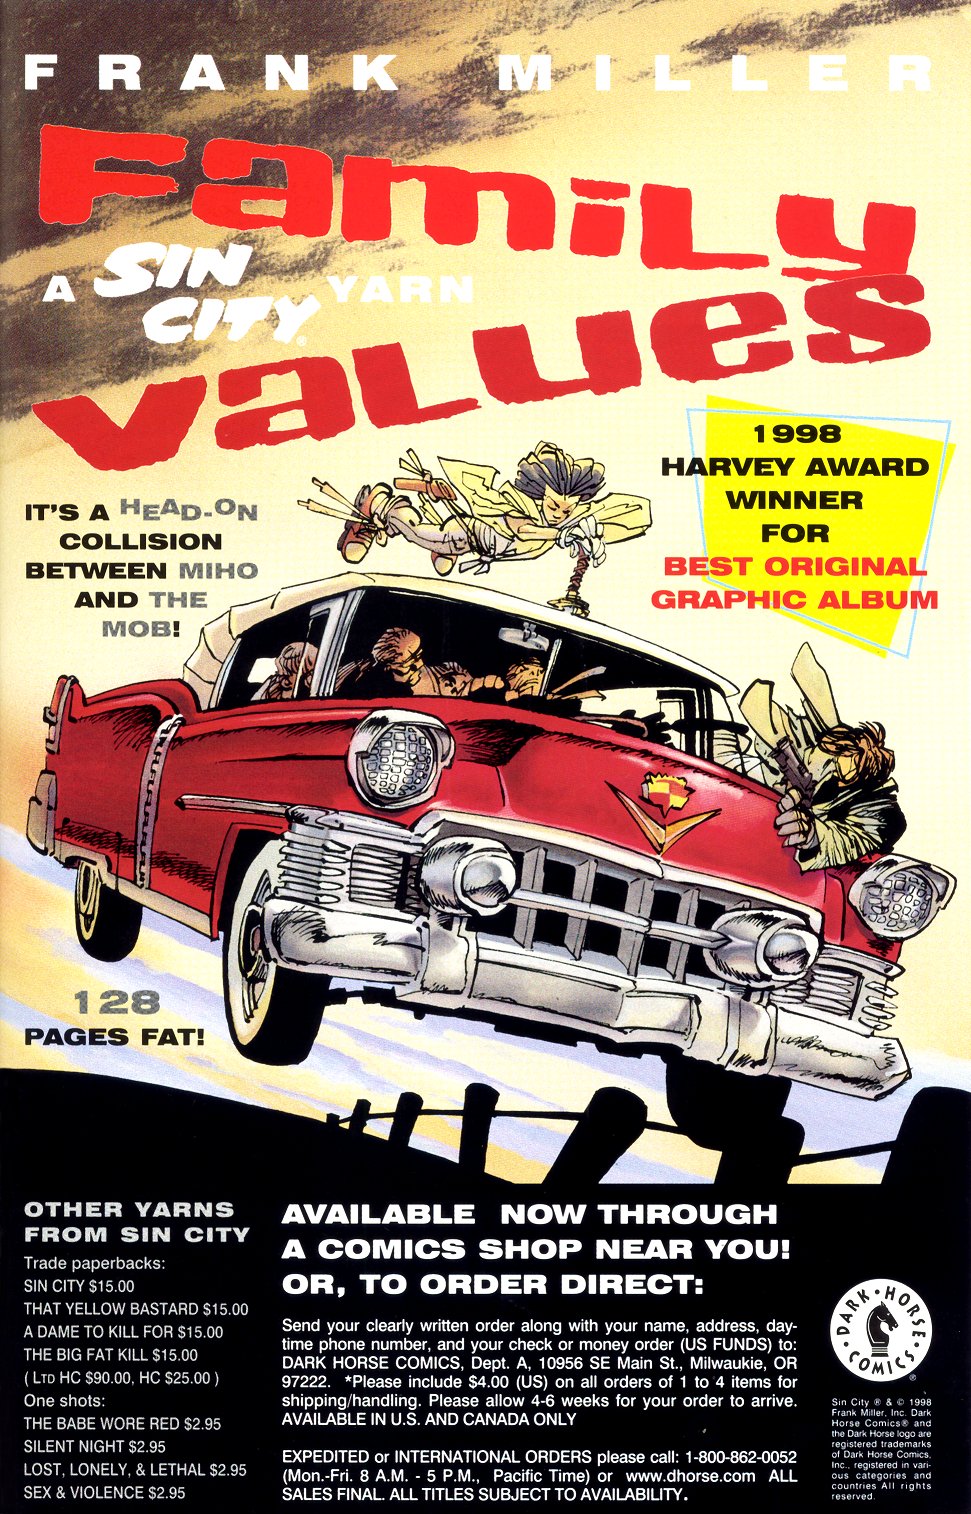 FRANK MILLER
Family
A SIN CITY® YARN
Values
1998
HARVEY AWARD
WINNER
FOR
BEST ORIGINAL
GRAPHIC ALBUM
IT'S A HEAD-ON
COLLISION
BETWEEN MIHO
AND THE
MOB!
128
PAGES FAT!
OTHER YARNS
FROM SIN CITY
Trade paperbacks:
SIN CITY $15.00
THAT YELLOW BASTARD $15.00
A DAME TO KILL FOR $15.00
THE BIG FAT KILL $15.00
( LTD HC $90.00, HC $25.00 )
One shots:
THE BABE WORE RED $2.95
SILENT NIGHT $2.95
LOST, LONELY, & LETHAL $2.95
SEX & VIOLENCE $2.95
AVAILABLE NOW THROUGH
A COMICS SHOP NEAR YOU!
OR, TO ORDER DIRECT:
Send your clearly written order along with your name, address, day-
time phone number, and your check or money order (US FUNDS) to:
DARK HORSE COMICS, Dept. A, 10956 SE Main St., Milwaukie, OR
97222. *Please include $4.00 (US) on all orders of 1 to 4 items for
shipping/handling. Please allow 4-6 weeks for your order to arrive.
AVAILABLE IN U.S. AND CANADA ONLY
EXPEDITED or INTERNATIONAL ORDERS please call: 1-800-862-0052
(Mon.-Fri. 8 A.M. - 5 P.M., Pacific Time) or www.dhorse.com ALL
SALES FINAL. ALL TITLES SUBJECT TO AVAILABILITY.
DARK HORSE COMICS ®
Sin City ® & © 1998
Frank Miller, Inc. Dark
Horse Comics® and
the Dark Horse logo are
registered trademarks
of Dark Horse Comics,
Inc., registered in vari-
ous categories and
countries All rights
reserved.